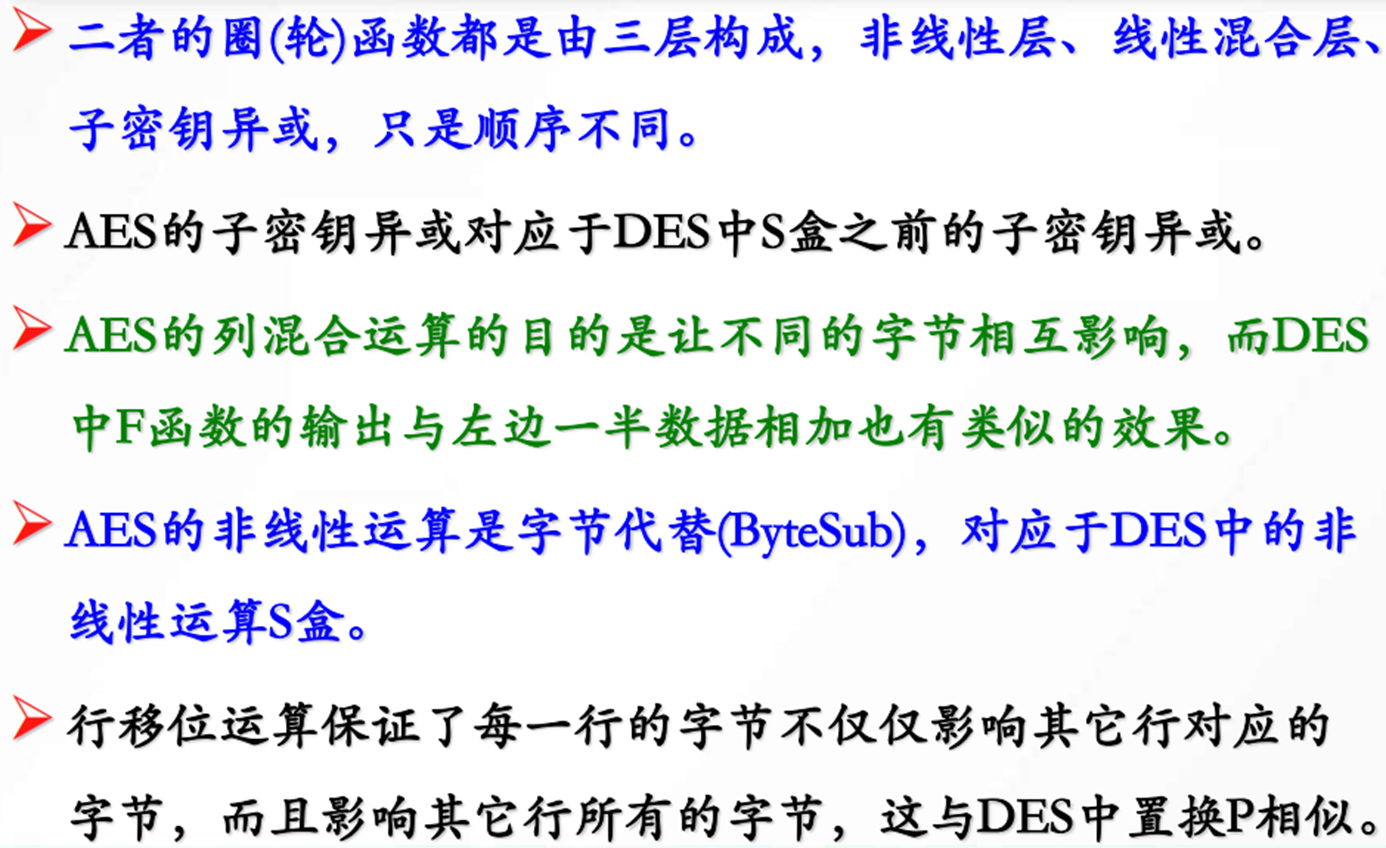 二者的圈(轮)函数都是由三层构成，非线性层、线性混合层、
子密钥异或，只是顺序不同。
AES的子密钥异或对应于DES中S盒之前的子密钥异或。
AES的列混合运算的目的是让不同的字节相互影响，而DES
中F函数的输出与左边一半数据相加也有类似的效果。
AES的非线性运算是字节代替(ByteSub)，对应于DES中的非
线性运算S盒。
行移位运算保证了每一行的字节不仅仅影响其它行对应的
字节，而且影响其它行所有的字节，这与DES中置换P相似。